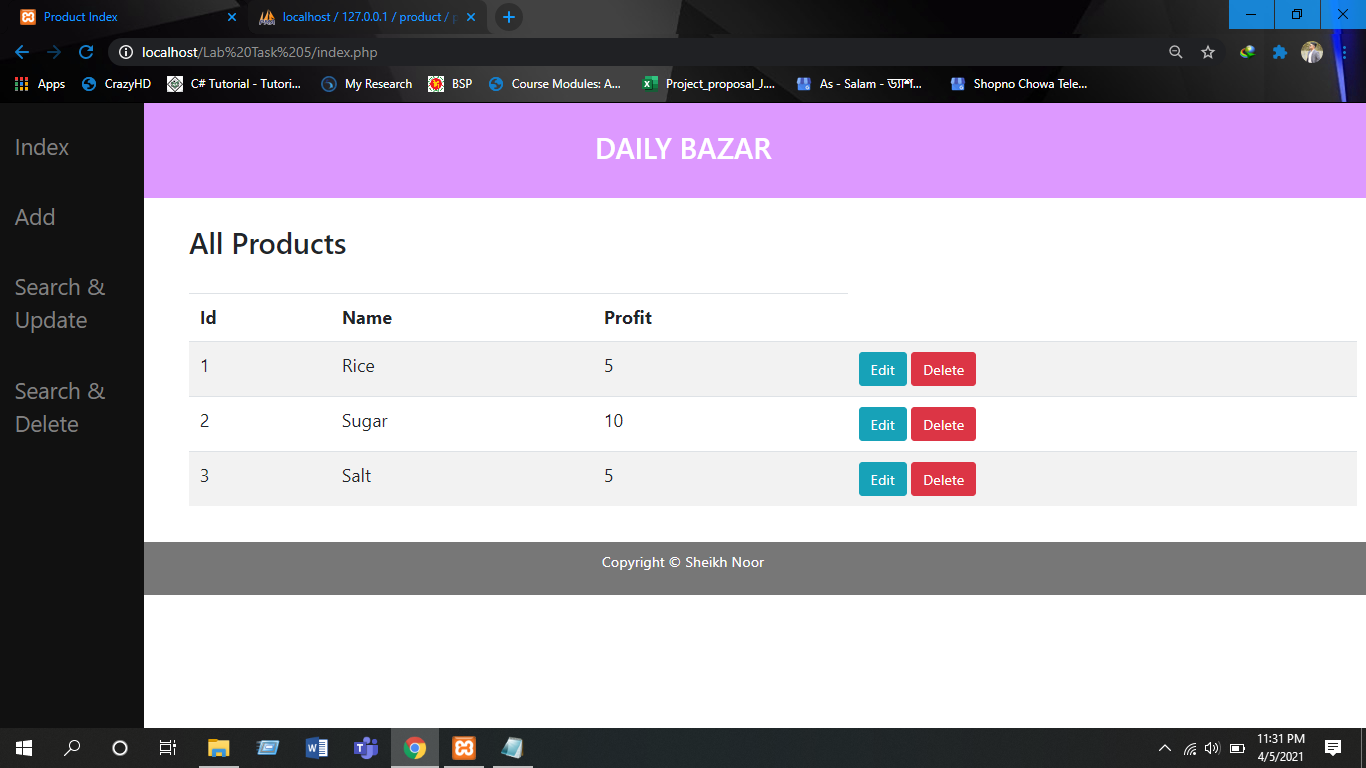 Product Index
localhost / 127.0.0.1 / product /
localhost/Lab%20Task%205/index.php
Apps CrazyHD C# Tutorial - Tutori... My Research BSP Course Modules: A... Project_proposal_J.... As - Salam - ... Shopno Chowa Tele...
DAILY BAZAR
Index
Add
Search &
Update
Search &
Delete
All Products
Id Name Profit
1 Rice 5 Edit Delete
2 Sugar 10 Edit Delete
3 Salt 5 Edit Delete
Copyright © Sheikh Noor
11:31 PM
4/5/2021